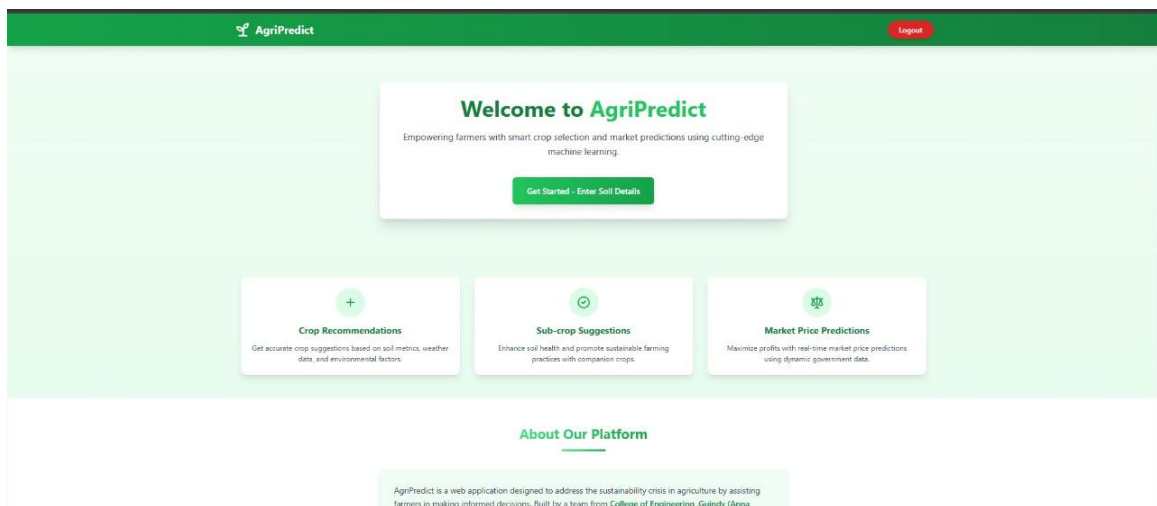 AgriPredict
Logout
Welcome to AgriPredict
Empowering farmers with smart crop selection and market predictions using cutting-edge
machine learning.
Get Started - Enter Soil Details
Crop Recommendations
Get accurate crop suggestions based on soil metrics, weather
data, and environmental factors.
Sub-crop Suggestions
Enhance soil health and promote sustainable farming
practices with companion crops.
Market Price Predictions
Maximize profits with real-time market price predictions
using dynamic government data.
About Our Platform
AgriPredict is a web application designed to address the sustainability crisis in agriculture by assisting
farmers in making informed decisions. Built by a team from College of Engineering ,Guindy (Anna